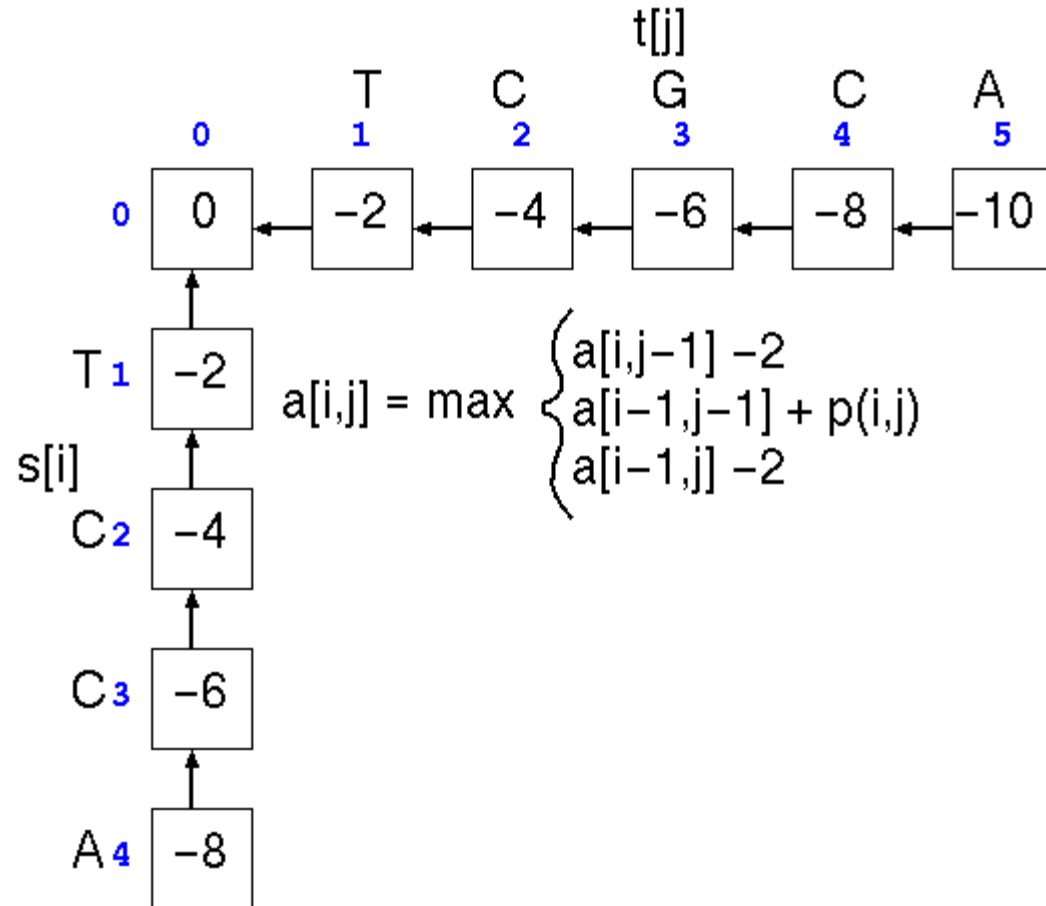 t[j]
T C G C A
0 1 2 3 4 5
0 0 −2 −4 −6 −8 −10
T 1 −2
a[i,j] = max
a[i,j−1] −2
a[i−1,j−1] + p(i,j)
a[i−1,j] −2
s[i]
C 2 −4
C 3 −6
A 4 −8